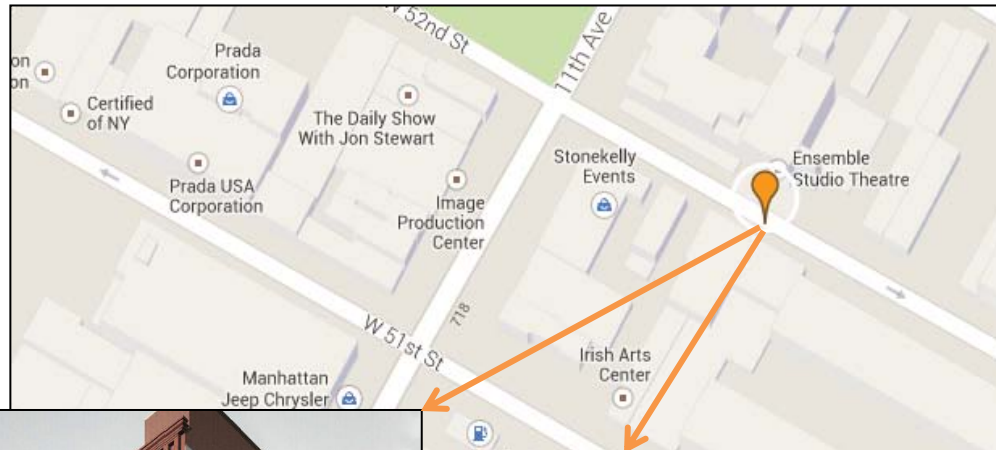 W 52nd St
11th Ave
Prada
Corporation
on
on
Certified
of NY
The Daily Show
With Jon Stewart
Stonekelly
Events
Ensemble
Studio Theatre
Prada USA
Corporation
Image
Production
Center
718
W 51st St
Irish Arts
Center
Manhattan
Jeep Chrysler